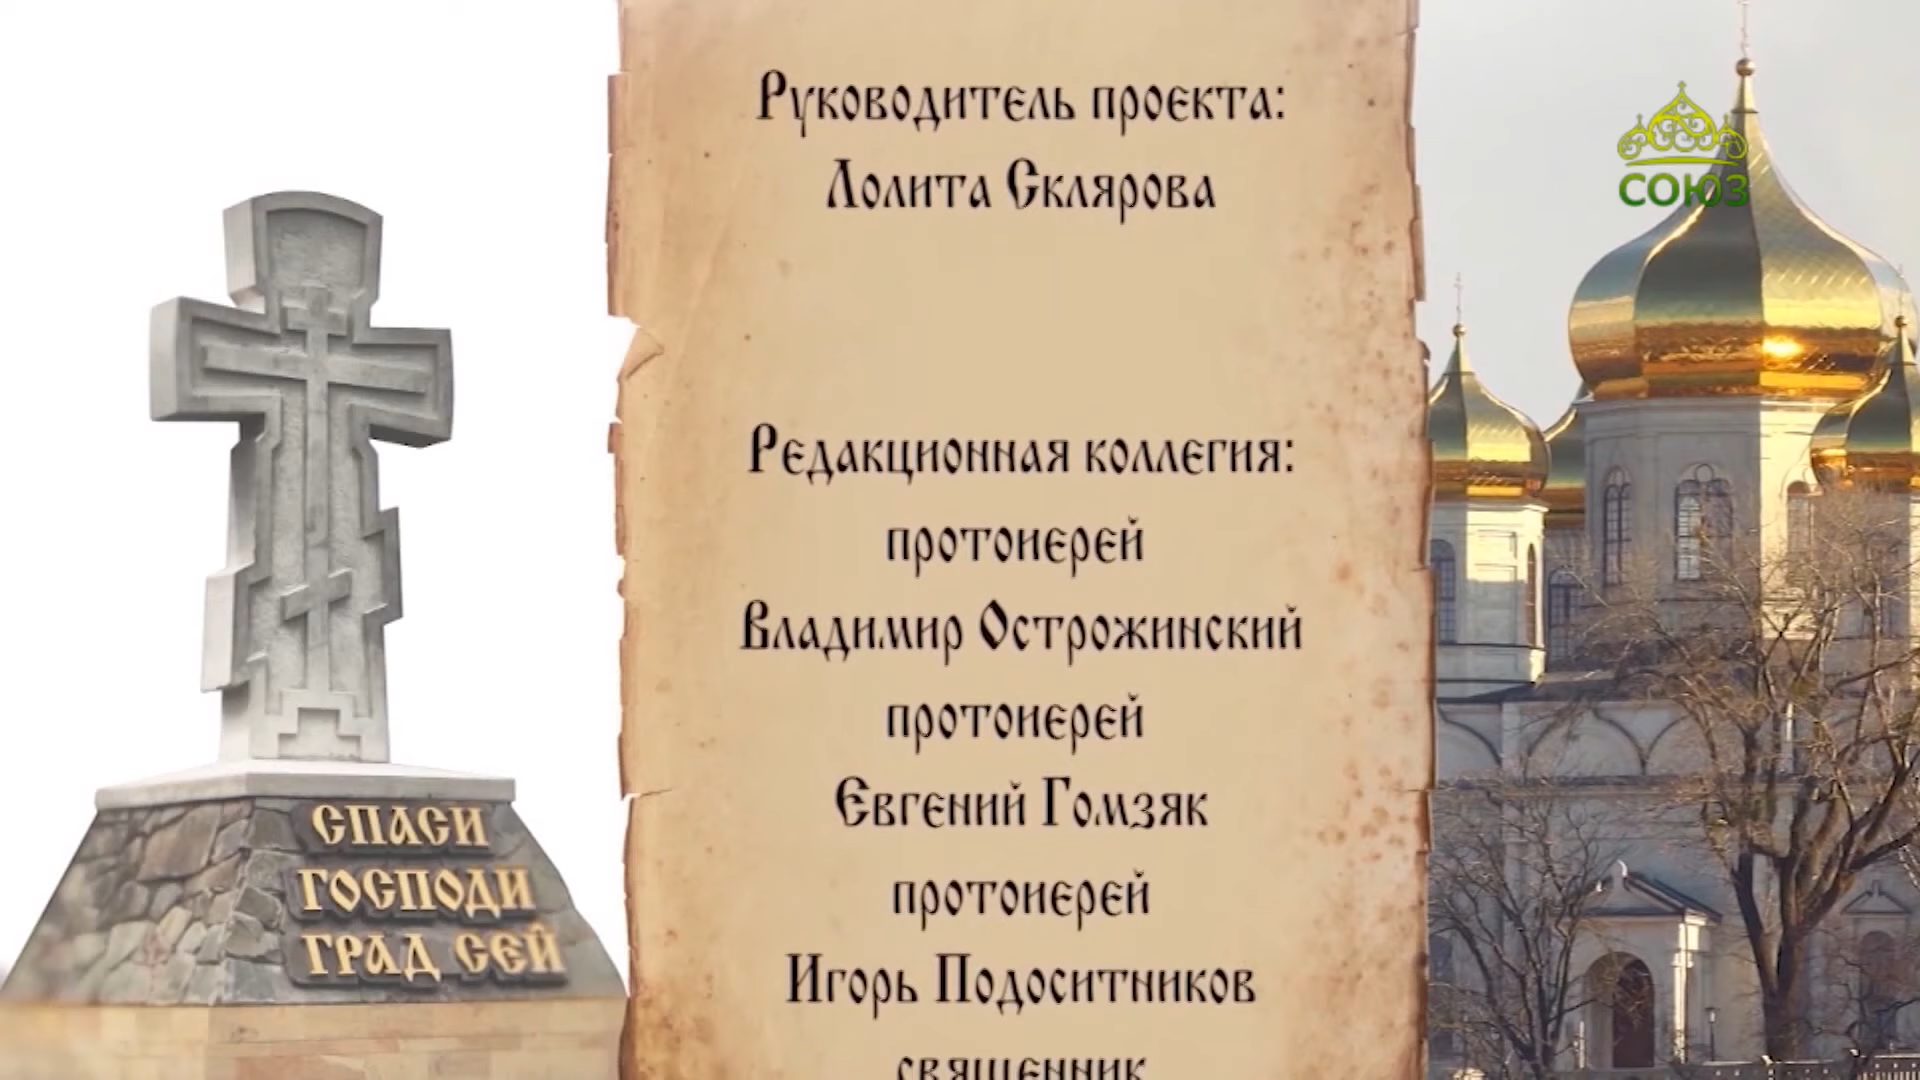 Руководитель проекта:
Лолита Склярова
СОЮЗ
Редакционная коллегия:
протоиерей
Владимир Острожинский
протоиерей
Евгений Гомзяк
протоиерей
Игорь Подоситников
священник
СПАСИ
ГОСПОДИ
ГРАД СЕЙ